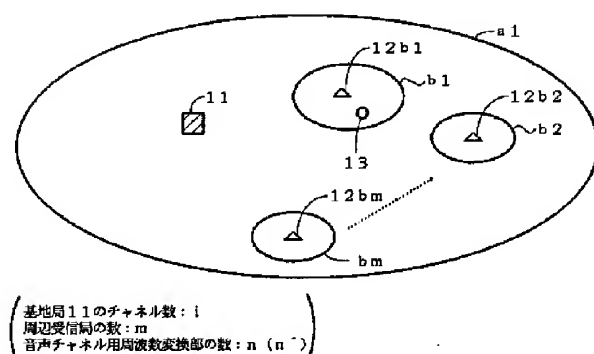 a1
12b1
b1
11
12b2
b2
13
12bm
bm
基地局11のチャネル数:i
周辺受信局の数:m
音声チャネル用周波数変換部の数:n (n^)